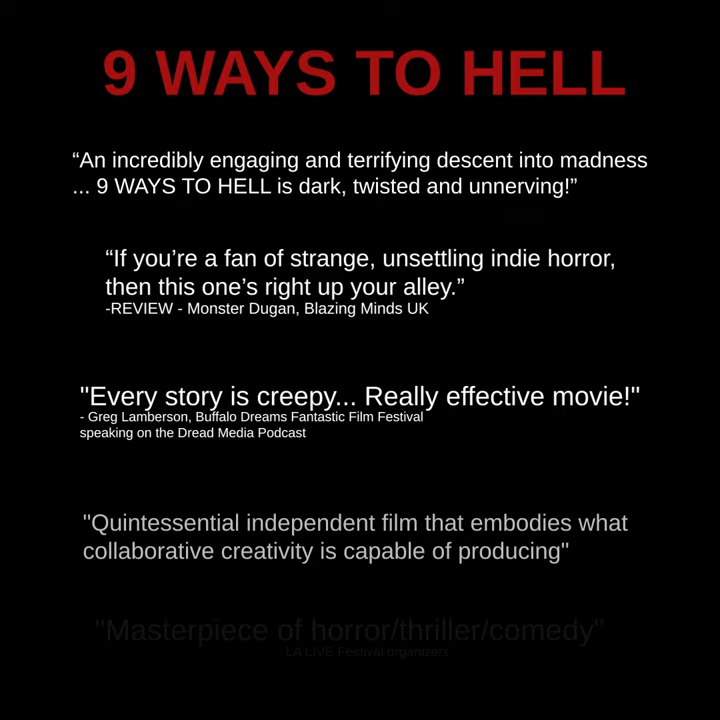 9 WAYS TO HELL
“An incredibly engaging and terrifying descent into madness
... 9 WAYS TO HELL is dark, twisted and unnerving!”
“If you’re a fan of strange, unsettling indie horror,
then this one’s right up your alley.”
-REVIEW - Monster Dugan, Blazing Minds UK
"Every story is creepy... Really effective movie!"
- Greg Lamberson, Buffalo Dreams Fantastic Film Festival
speaking on the Dread Media Podcast
"Quintessential independent film that embodies what
collaborative creativity is capable of producing"
"Masterpiece of horror/thriller/comedy"
LA LIVE Festival organizers